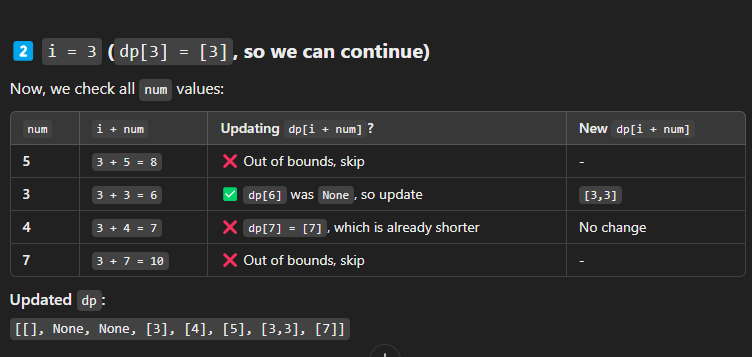 2 i = 3 (dp[3] = [3], so we can continue)
Now, we check all num values:
num i + num Updating dp[i + num] ? New dp[i + num]
5 3 + 5 = 8 ❌ Out of bounds, skip -
3 3 + 3 = 6 ✅ dp[6] was None , so update [3,3]
4 3 + 4 = 7 ❌ dp[7] = [7] , which is already shorter No change
7 3 + 7 = 10 ❌ Out of bounds, skip -
Updated dp :
[[], None, None, [3], [4], [5], [3,3], [7]]